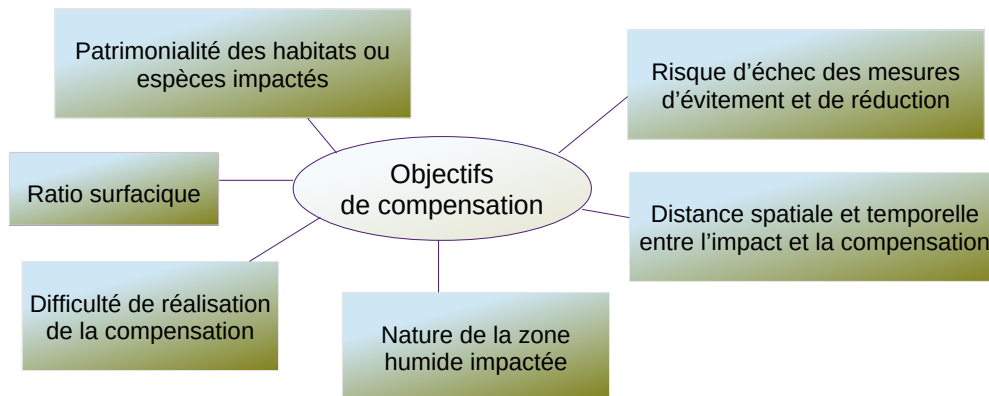 Patrimonialité des habitats ou
espèces impactés
Risque d’échec des mesures
d’évitement et de réduction
Objectifs
de compensation
Ratio surfacique
Distance spatiale et temporelle
entre l’impact et la compensation
Difficulté de réalisation
de la compensation
Nature de la zone
humide impactée